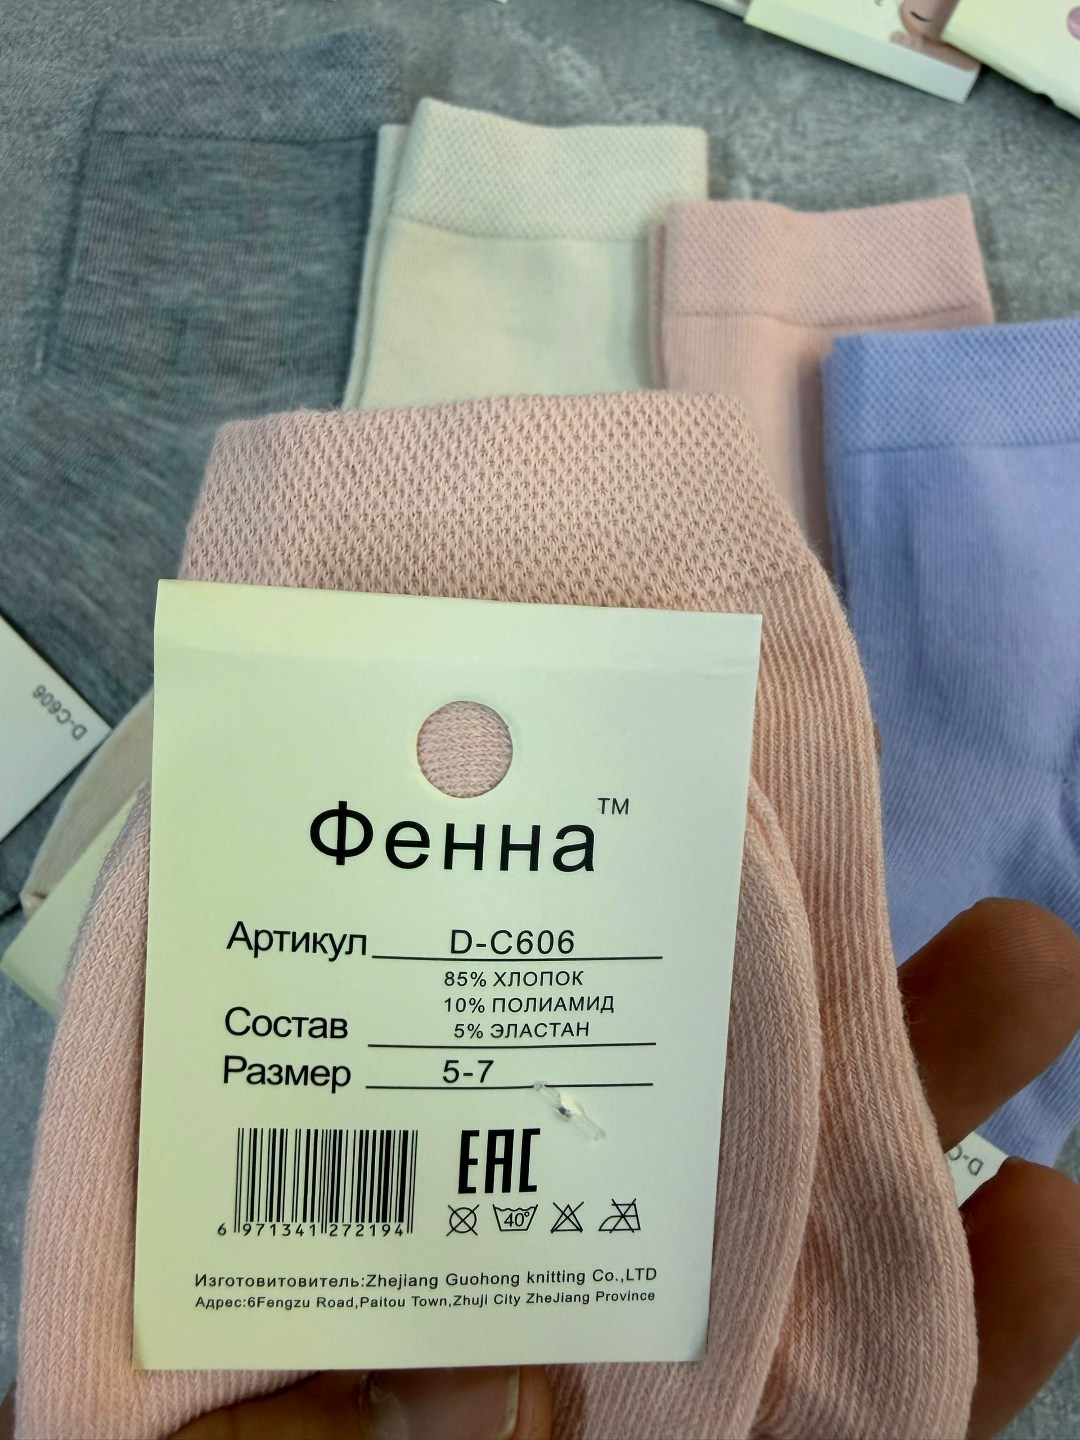 Фенна™
Артикул D-C606
85% ХЛОПОК
10% ПОЛИАМИД
Состав 5% ЭЛАСТАН
Размер 5-7
EAC
40°
6 971341 272194
Изготовитовитель:Zhejiang Guohong knitting Co.,LTD
Адрес:6Fengzu Road,Paitou Town,Zhuji City ZheJiang Province
D-C606
D-C